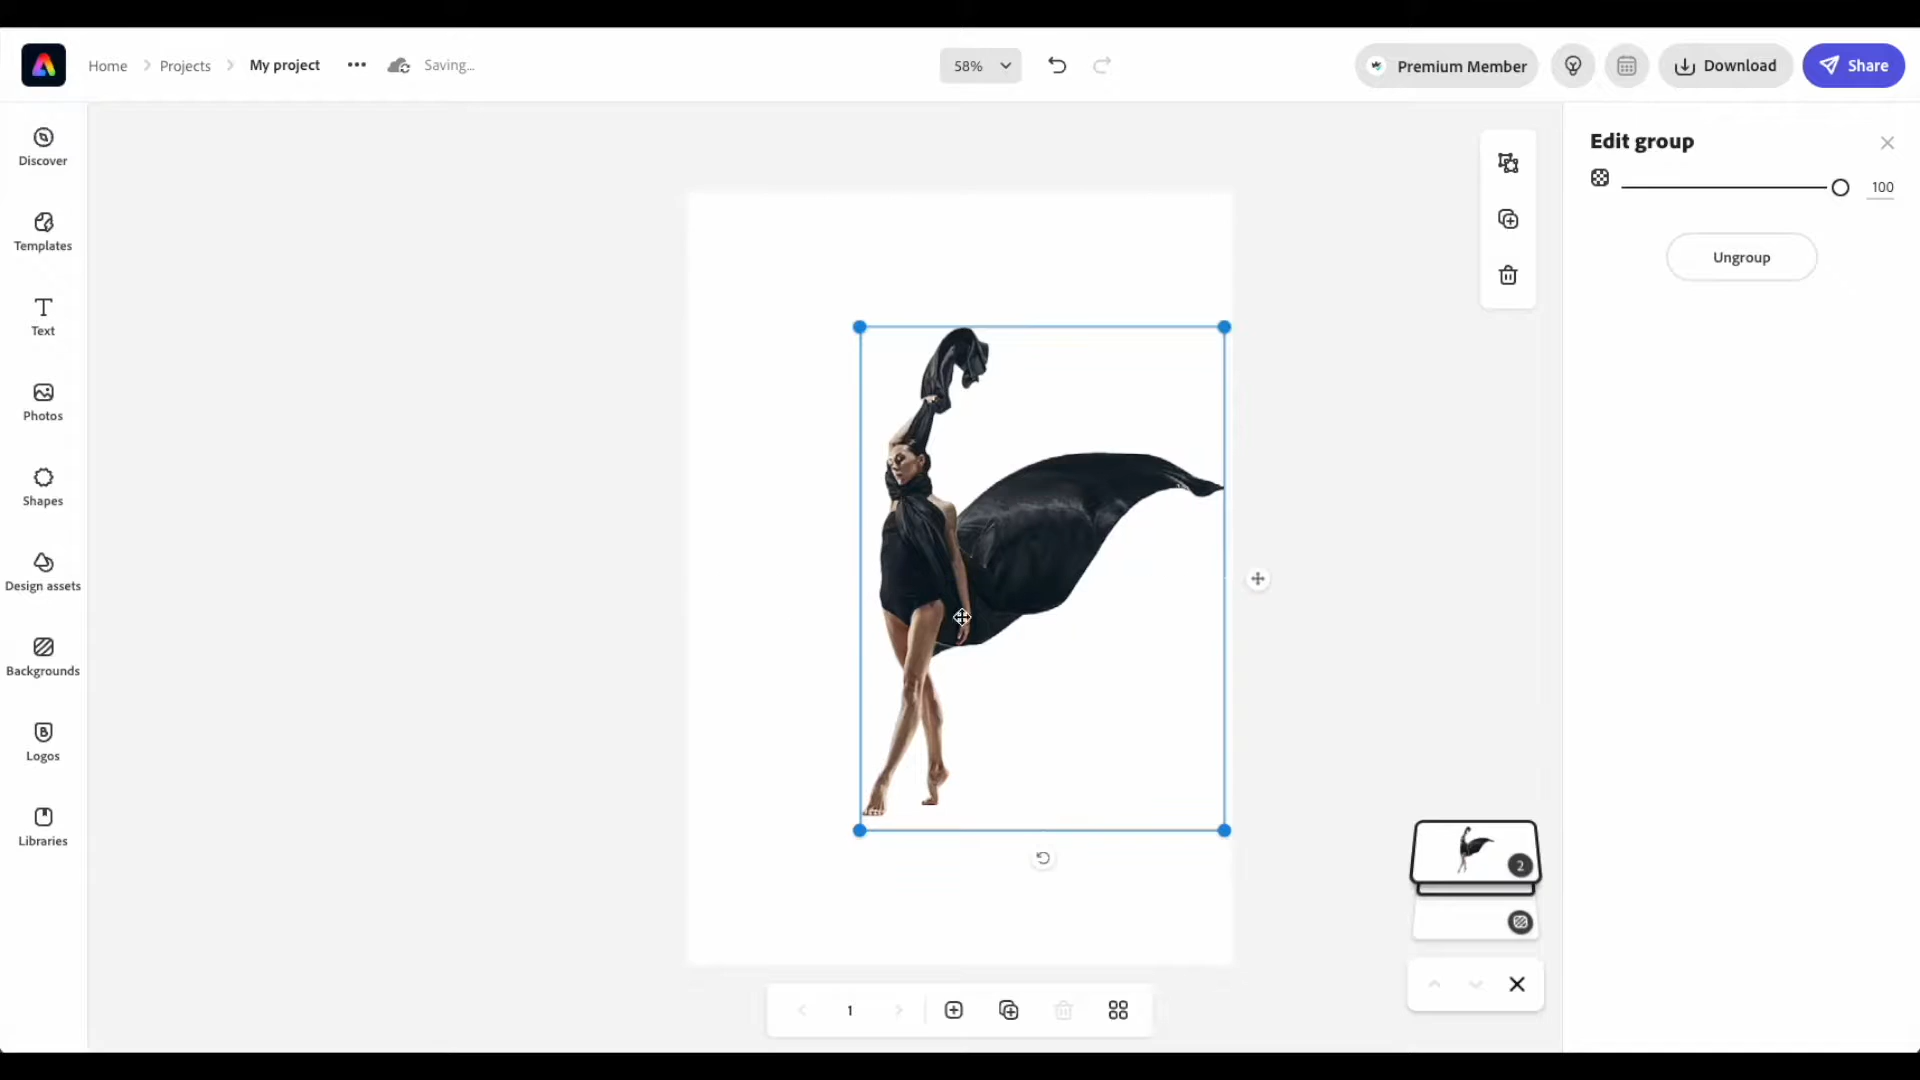 Home
Projects
My project
Saving...
58%
Premium Member
Download
Share
Discover
Templates
Text
Photos
Shapes
Design assets
Backgrounds
Logos
Libraries
Edit group
100
Ungroup
2
1